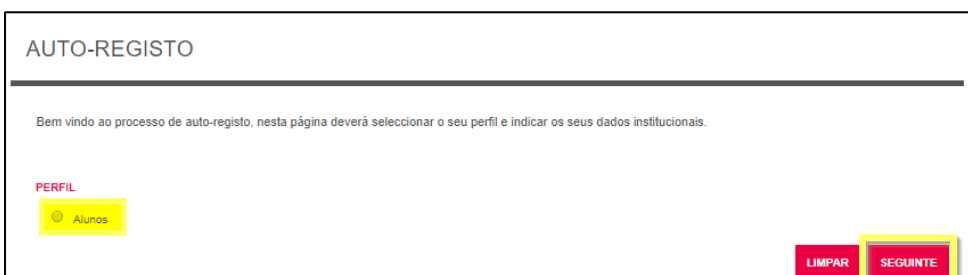 AUTO-REGISTO
Bem vindo ao processo de auto-registo, nesta página deverá seleccionar o seu perfil e indicar os seus dados institucionais.
PERFIL
Alunos
LIMPAR SEGUINTE